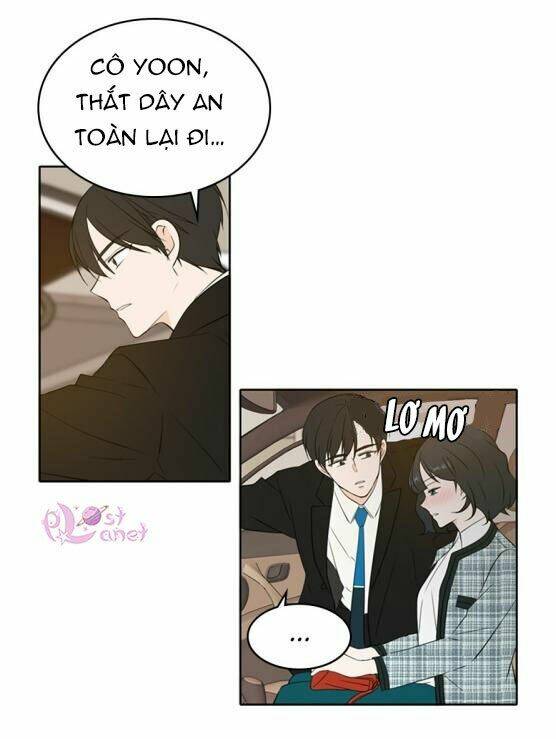 CÔ YOON,
THẮT DÂY AN
TOÀN LẠI ĐI...
LƠ MƠ
Lost
Planet
...